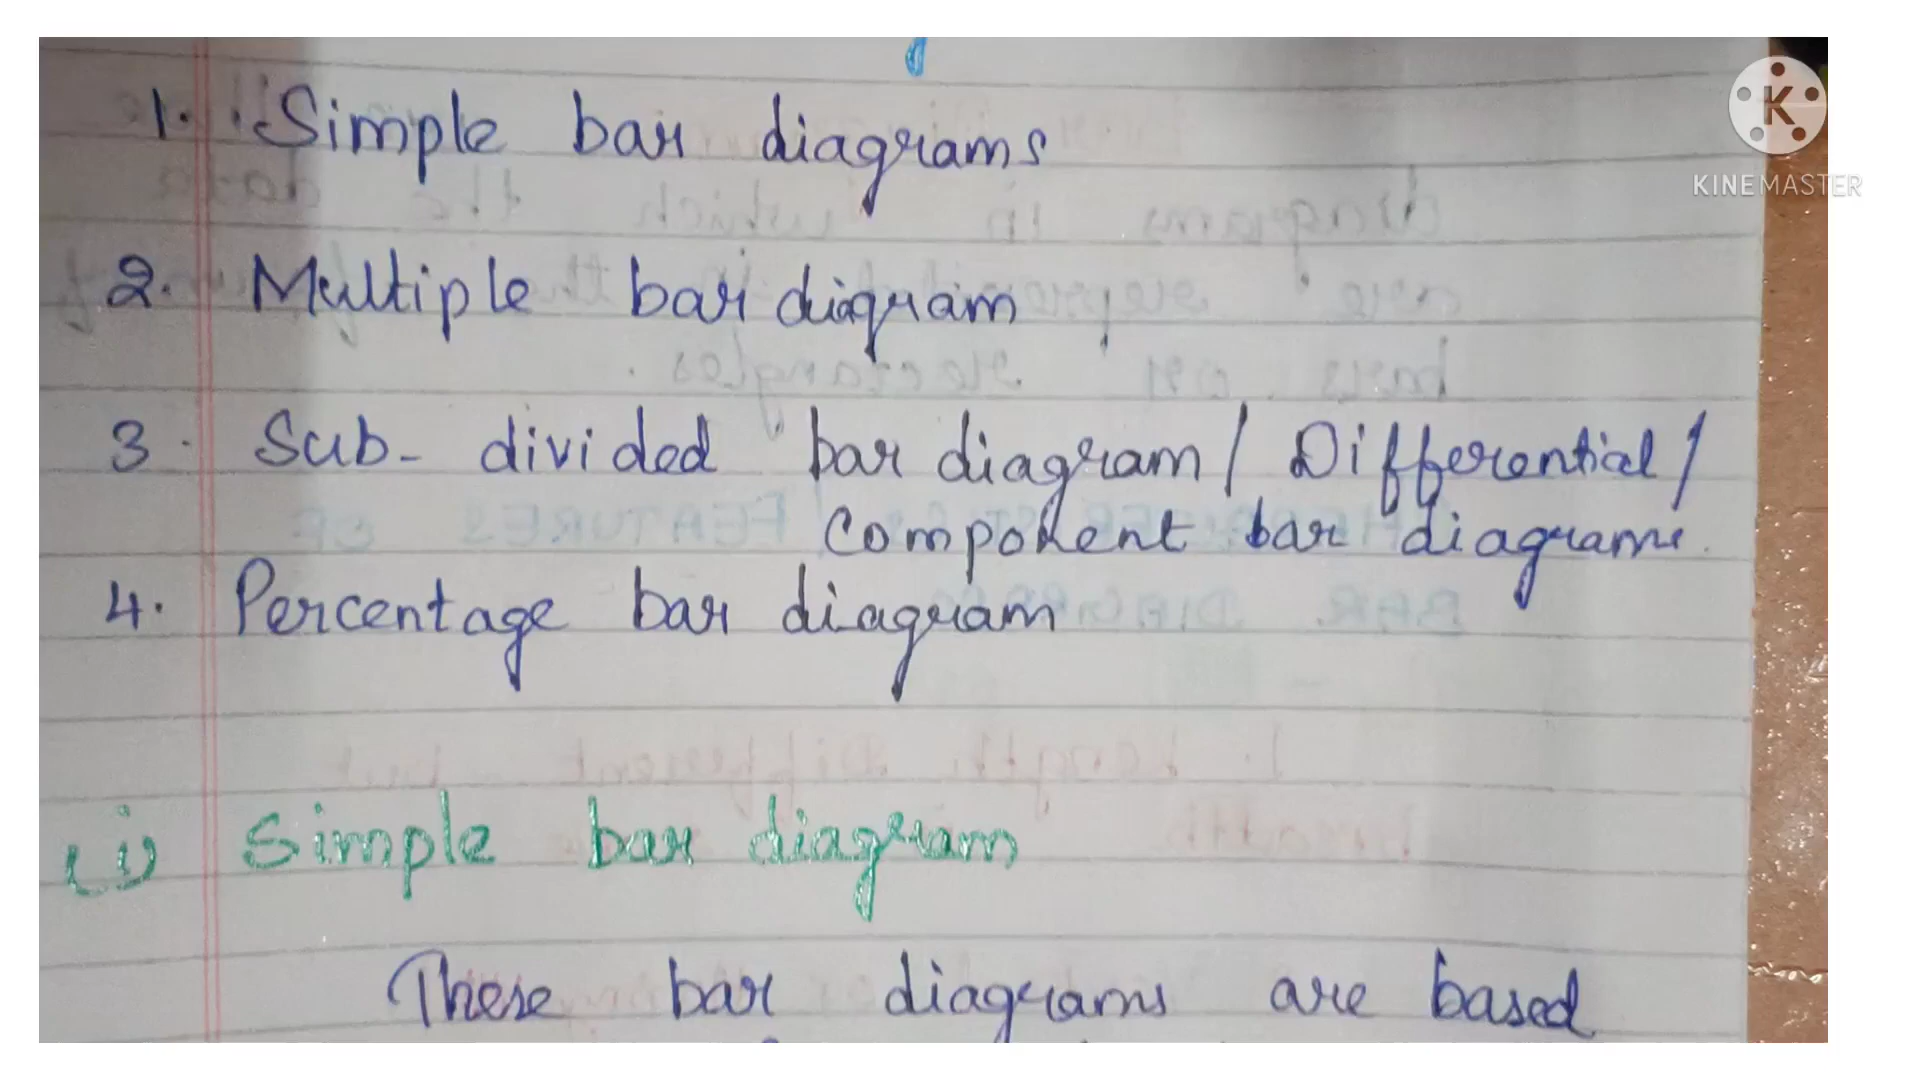 1. Simple bar diagrams
2. Multiple bar diagram
3. Sub-divided bar diagram/ Differential/
Component bar diagrams.
4. Percentage bar diagram
(i) Simple bar diagram
These bar diagrams are based
KINEMASTER